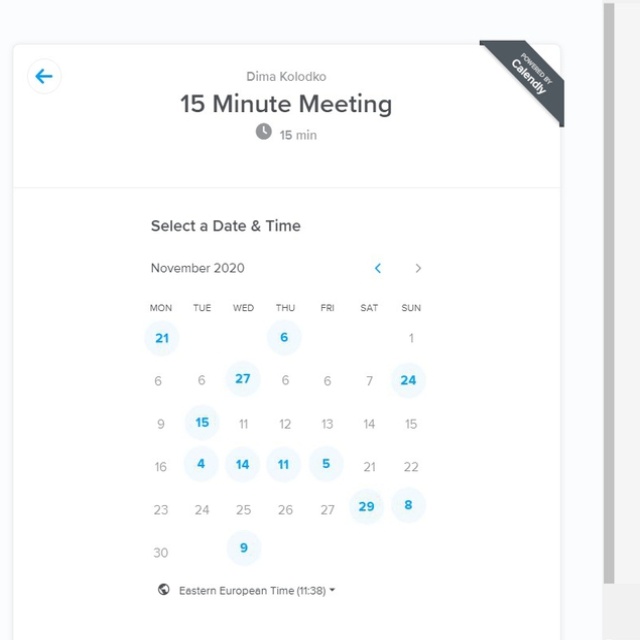 POWERED BY
Calendly
Dima Kolodko
15 Minute Meeting
15 min
Select a Date & Time
November 2020
MON TUE WED THU FRI SAT SUN
21 6 1
6 6 27 6 6 7 24
9 15 11 12 13 14 15
16 4 14 11 5 21 22
23 24 25 26 27 29 8
30 9
Eastern European Time (11:38)